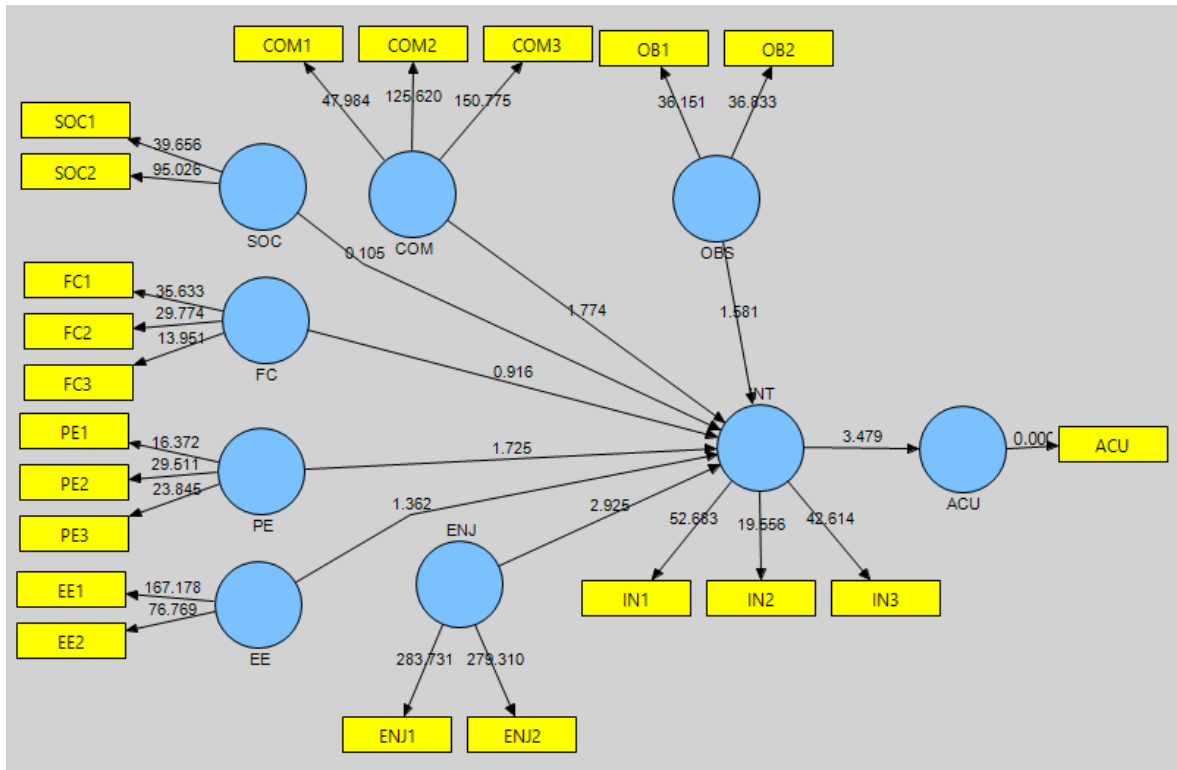 COM1
COM2
COM3
OB1
OB2
47.984
125.620
150.775
36.151
36.833
SOC1
SOC2
39.656
95.026
SOC
COM
OBS
0.105
1.774
1.581
FC1
FC2
FC3
35.633
29.774
13.951
FC
0.916
INT
PE1
PE2
PE3
16.372
29.511
23.845
PE
1.725
3.479
0.000
ACU
ACU
1.362
2.925
ENJ
52.683
19.556
42.614
EE1
EE2
167.178
76.769
EE
IN1
IN2
IN3
283.731
279.310
ENJ1
ENJ2